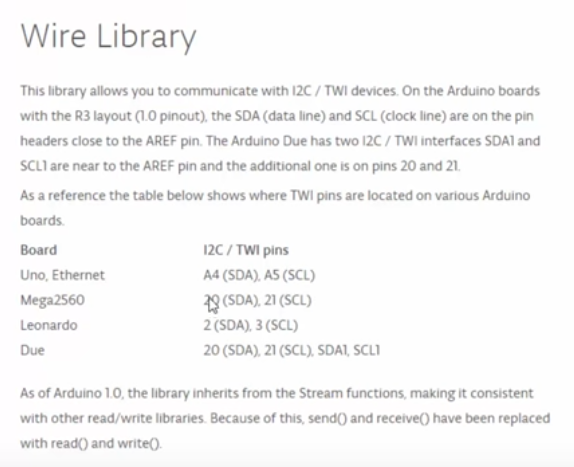 Wire Library
This library allows you to communicate with I2C / TWI devices. On the Arduino boards
with the R3 layout (1.0 pinout), the SDA (data line) and SCL (clock line) are on the pin
headers close to the AREF pin. The Arduino Due has two I2C / TWI interfaces SDA1 and
SCL1 are near to the AREF pin and the additional one is on pins 20 and 21.
As a reference the table below shows where TWI pins are located on various Arduino
boards.
Board I2C / TWI pins
Uno, Ethernet A4 (SDA), A5 (SCL)
Mega2560 20 (SDA), 21 (SCL)
Leonardo 2 (SDA), 3 (SCL)
Due 20 (SDA), 21 (SCL), SDA1, SCL1
As of Arduino 1.0, the library inherits from the Stream functions, making it consistent
with other read/write libraries. Because of this, send() and receive() have been replaced
with read() and write().